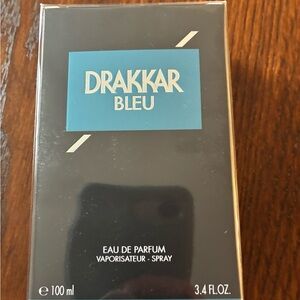 DRAKKAR
BLEU
EAU DE PARFUM
VAPORISATEUR - SPRAY
℮ 100 ml 3.4 FL.OZ.